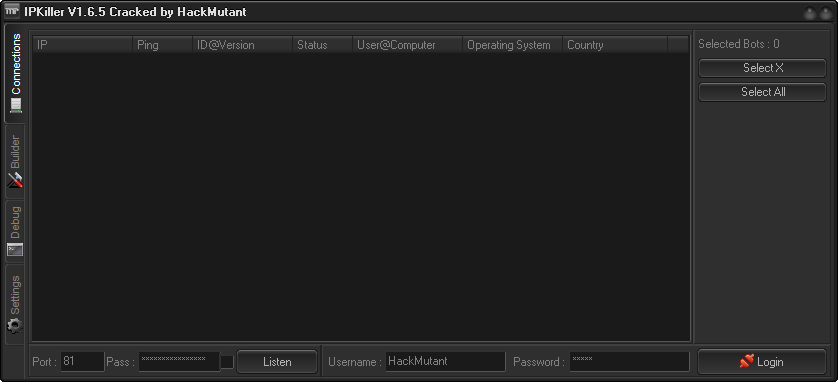 IPKiller V1.6.5 Cracked by HackMutant
Connections
Builder
Debug
Settings
IP Ping ID@Version Status User@Computer Operating System Country
Selected Bots : 0
Select X
Select All
Port : 81 Pass : **************** Listen Username : HackMutant Password : ***** Login